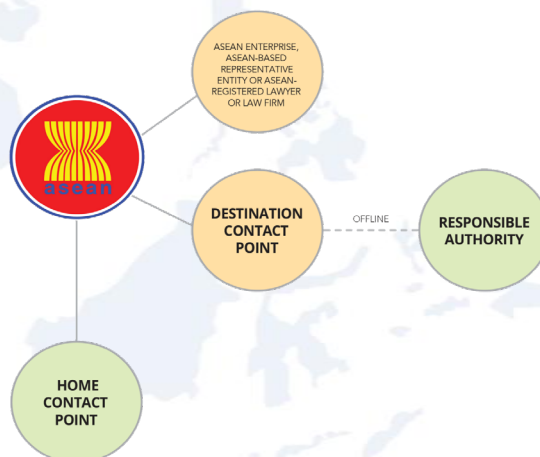 ASEAN ENTERPRISE,
ASEAN-BASED
REPRESENTATIVE
ENTITY OR ASEAN-
REGISTERED LAWYER
OR LAW FIRM
asean
DESTINATION
CONTACT
POINT
OFFLINE
RESPONSIBLE
AUTHORITY
HOME
CONTACT
POINT